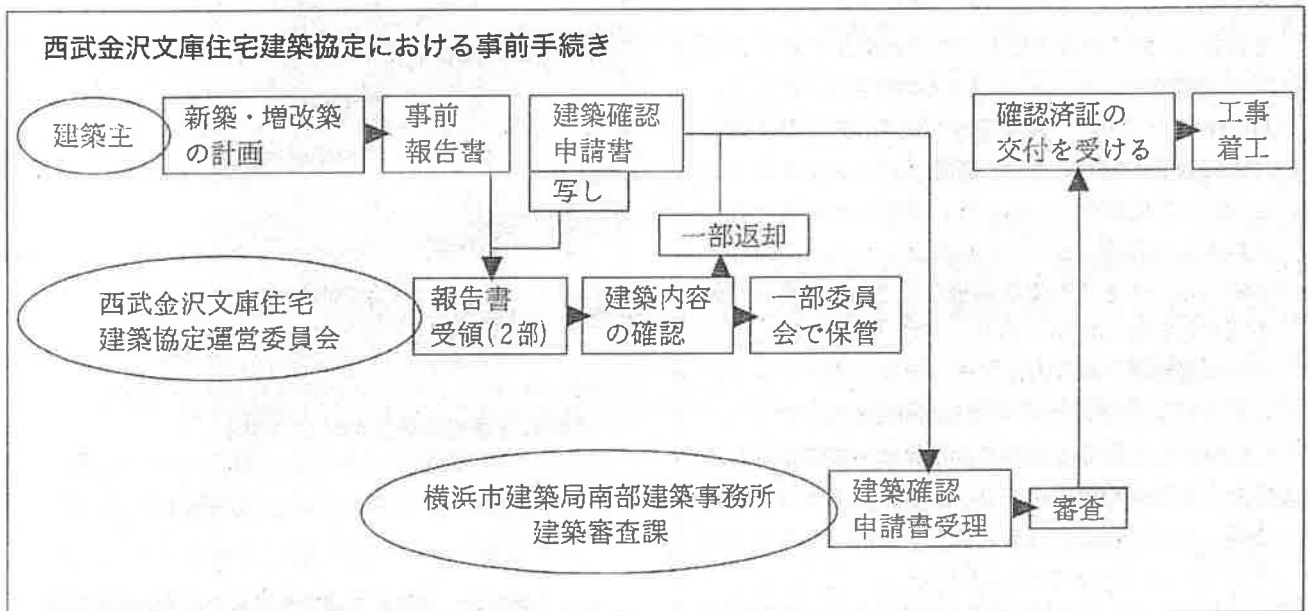 西武金沢文庫住宅建築協定における事前手続き
建築主
新築・増改築
の計画
事前
報告書
建築確認
申請書
写し
確認済証の
交付を受ける
工事
着工
一部返却
西武金沢文庫住宅
建築協定運営委員会
報告書
受領(2部)
建築内容
の確認
一部委員
会で保管
横浜市建築局南部建築事務所
建築審査課
建築確認
申請書受理
審査